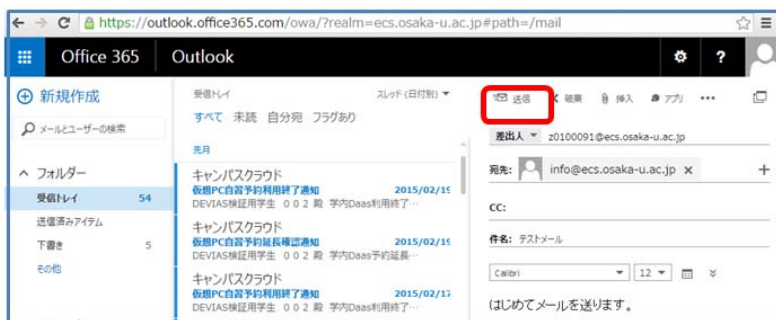 https://outlook.office365.com/owa/?realm=ecs.osaka-u.ac.jp#path=/mail
Office 365 Outlook ?
新規作成
メールとユーザーの検索
フォルダー
受信トレイ 54
送信済みアイテム
下書き 5
その他
受信トレイ スレッド (日付別)
すべて 未読 自分宛 フラグあり
先月
キャンパスクラウド
仮想PC自習予約利用終了通知 2015/02/19
DEVIAS検証用学生 002 殿 学内Daas利用終了…
キャンパスクラウド
仮想PC自習予約延長確認通知 2015/02/19
DEVIAS検証用学生 002 殿 学内Daas予約延長…
キャンパスクラウド
仮想PC自習予約利用終了通知 2015/02/17
DEVIAS検証用学生 002 殿 学内Daas利用終了…
送信 破棄 挿入 アプリ •••
差出人 z0100091@ecs.osaka-u.ac.jp
宛先: info@ecs.osaka-u.ac.jp x +
CC:
件名: テストメール
Calibri 12
はじめてメールを送ります。